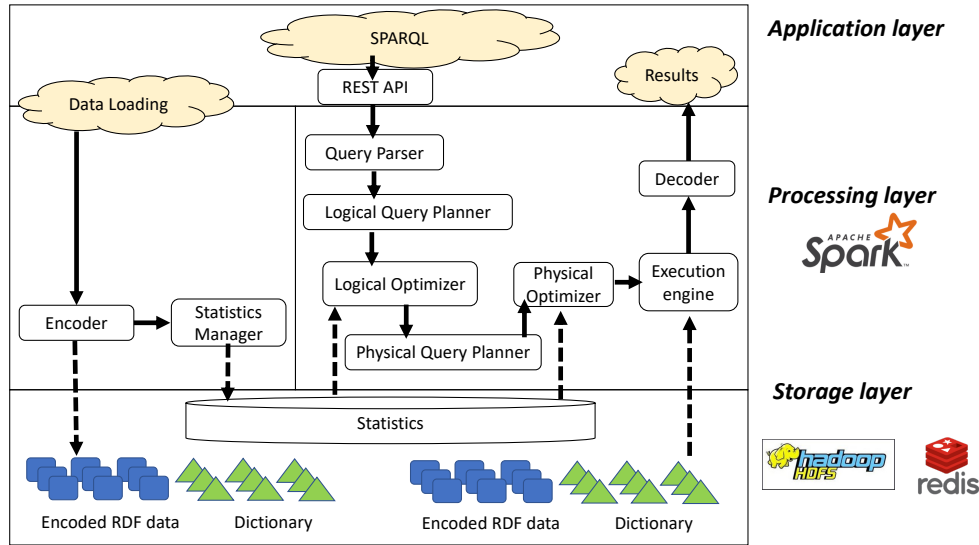 SPARQL
Application layer
Results
REST API
Data Loading
Query Parser
Decoder
Logical Query Planner
Processing layer
APACHE
Spark
TM
Logical Optimizer
Physical
Optimizer
Execution
engine
Encoder
Statistics
Manager
Physical Query Planner
Storage layer
Statistics
hadoop
HDFS
redis
Encoded RDF data
Dictionary
Encoded RDF data
Dictionary